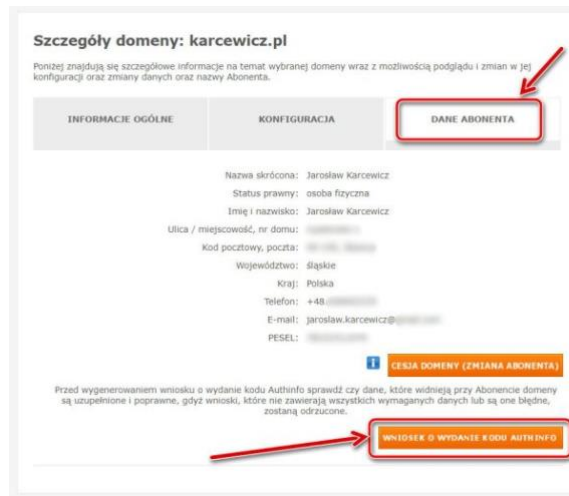 Szczegóły domeny: karcewicz.pl
Poniżej znajdują się szczegółowe informacje na temat wybranej domeny wraz z możliwością podglądu i zmian w jej
konfiguracji oraz zmiany danych oraz nazwy Abonenta.
INFORMACJE OGÓLNE KONFIGURACJA DANE ABONENTA
Nazwa skrócona: Jarosław Karcewicz
Status prawny: osoba fizyczna
Imię i nazwisko: Jarosław Karcewicz
Ulica / miejscowość, nr domu:
Kod pocztowy, poczta:
Województwo: śląskie
Kraj: Polska
Telefon: +48
E-mail: jaroslaw.karcewicz@
PESEL:
CESJA DOMENY (ZMIANA ABONENTA)
Przed wygenerowaniem wniosku o wydanie kodu Authinfo sprawdź czy dane, które widnieją przy Abonencie domeny
są uzupełnione i poprawne, gdyż wnioski, które nie zawierają wszystkich wymaganych danych lub są one błędne,
zostaną odrzucone.
WNIOSEK O WYDANIE KODU AUTHINFO